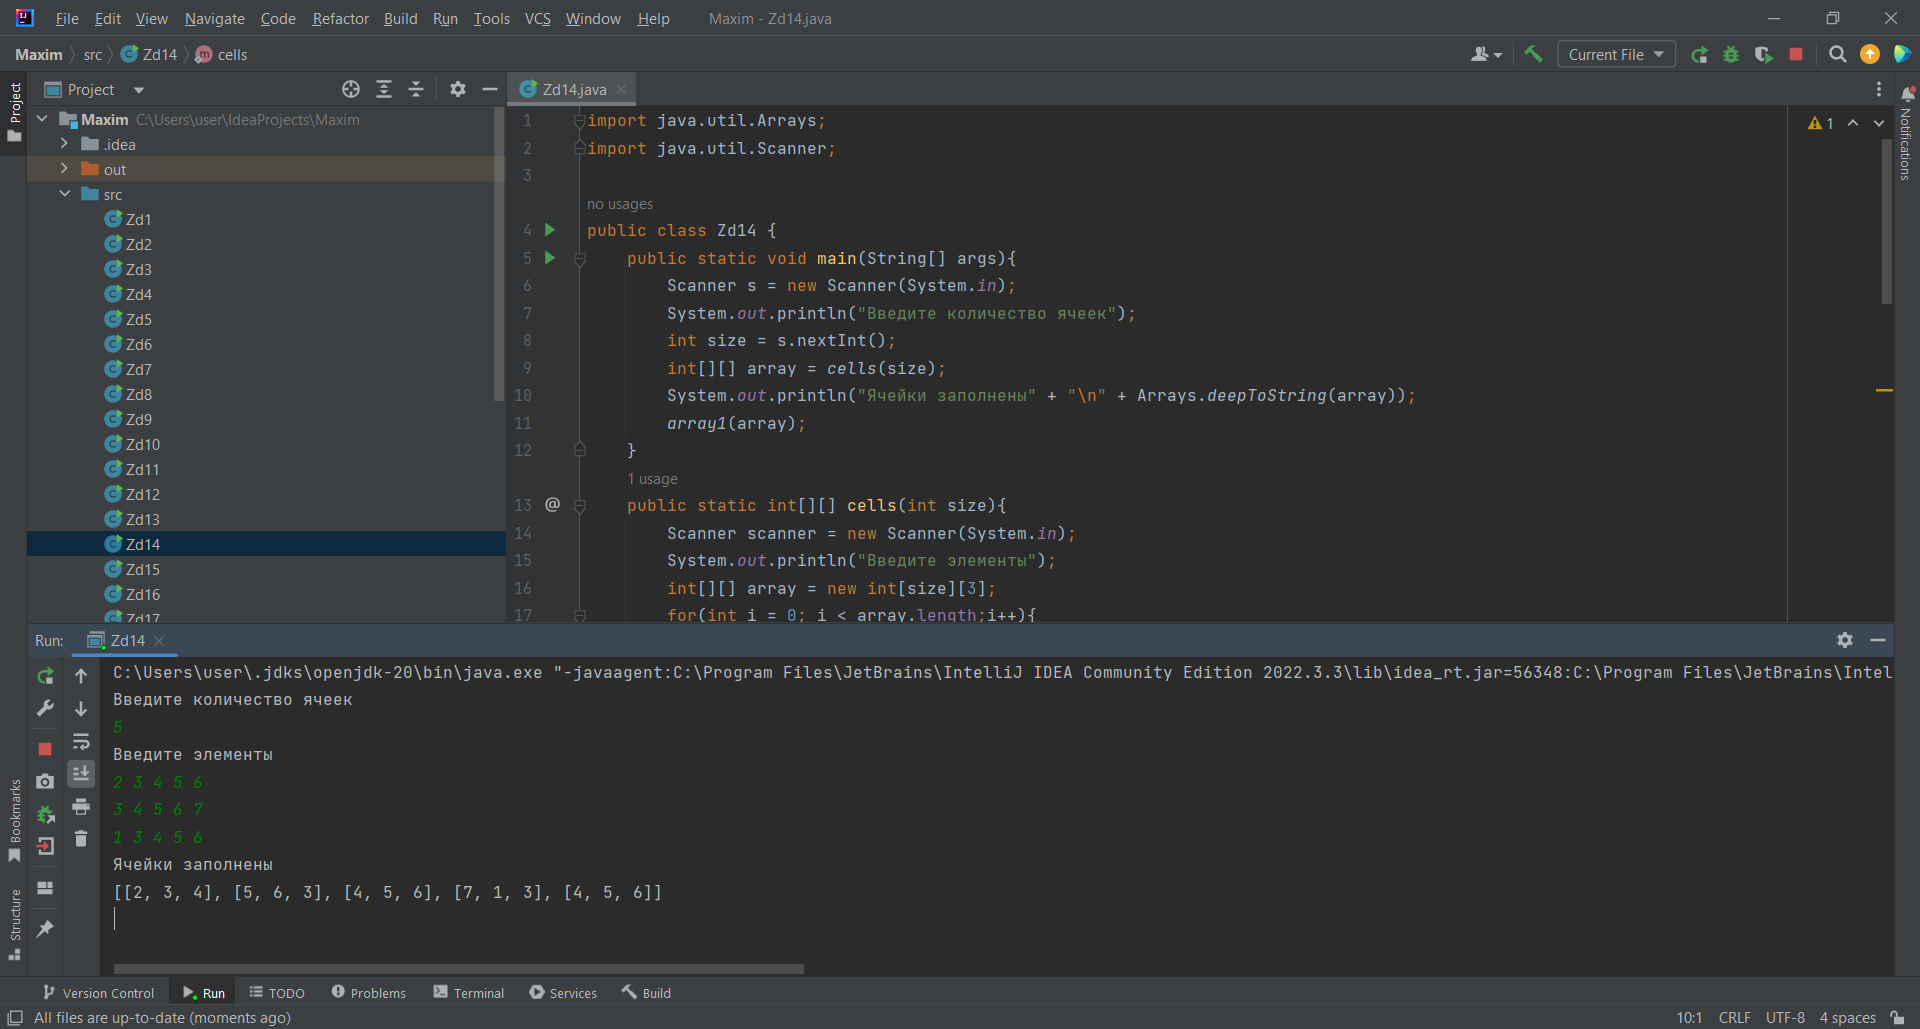 File Edit View Navigate Code Refactor Build Run Tools VCS Window Help Maxim - Zd14.java
Maxim src Zd14 m cells Current File
Project
Project
Zd14.java
Maxim C:\Users\user\IdeaProjects\Maxim
.idea
out
src
Zd1
Zd2
Zd3
Zd4
Zd5
Zd6
Zd7
Zd8
Zd9
Zd10
Zd11
Zd12
Zd13
Zd14
Zd15
Zd16
Zd17
1 import java.util.Arrays;
2 import java.util.Scanner;
3
no usages
4 public class Zd14 {
5 public static void main(String[] args){
6 Scanner s = new Scanner(System.in);
7 System.out.println("Введите количество ячеек");
8 int size = s.nextInt();
9 int[][] array = cells(size);
10 System.out.println("Ячейки заполнены" + "\n" + Arrays.deepToString(array));
11 array1(array);
12 }
1 usage
13 @ public static int[][] cells(int size){
14 Scanner scanner = new Scanner(System.in);
15 System.out.println("Введите элементы");
16 int[][] array = new int[size][3];
17 for(int i = 0; i < array.length;i++){
1
Notifications
Run: Zd14
C:\Users\user\.jdks\openjdk-20\bin\java.exe "-javaagent:C:\Program Files\JetBrains\IntelliJ IDEA Community Edition 2022.3.3\lib\idea_rt.jar=56348:C:\Program Files\JetBrains\Intel
Введите количество ячеек
5
Введите элементы
2 3 4 5 6
3 4 5 6 7
1 3 4 5 6
Ячейки заполнены
[[2, 3, 4], [5, 6, 3], [4, 5, 6], [7, 1, 3], [4, 5, 6]]
Bookmarks
Structure
Version Control Run TODO Problems Terminal Services Build
All files are up-to-date (moments ago) 10:1 CRLF UTF-8 4 spaces